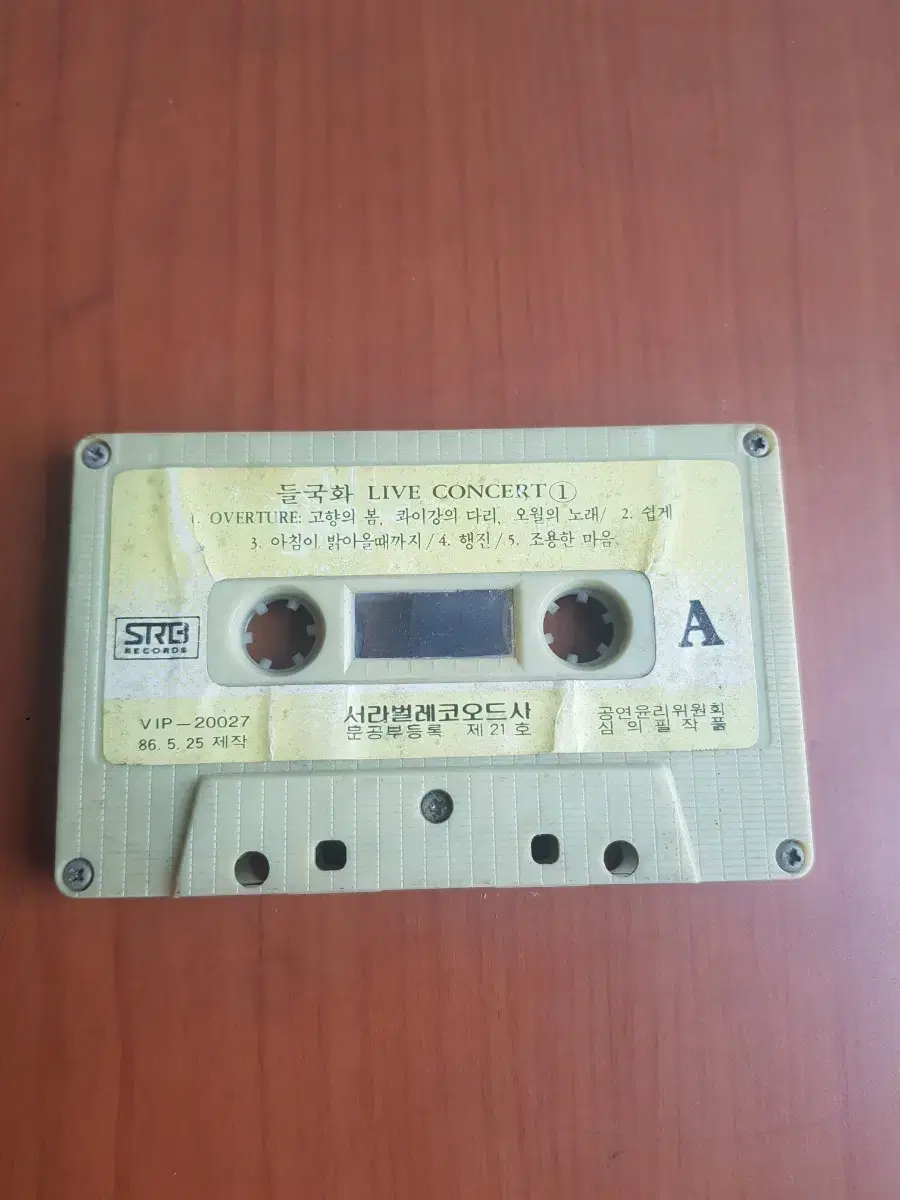 들국화 LIVE CONCERT①
1. OVERTURE: 고향의 봄, 콰이강의 다리, 오월의 노래/ 2. 쉽게
3. 아침이 밝아올때까지/4. 행진/5. 조용한 마음
SRB
RECORDS
A
VIP-20027
86. 5. 25 제작
서라벌레코오드사
문공부등록 제 21 호
공연윤리위원회
심의필작품